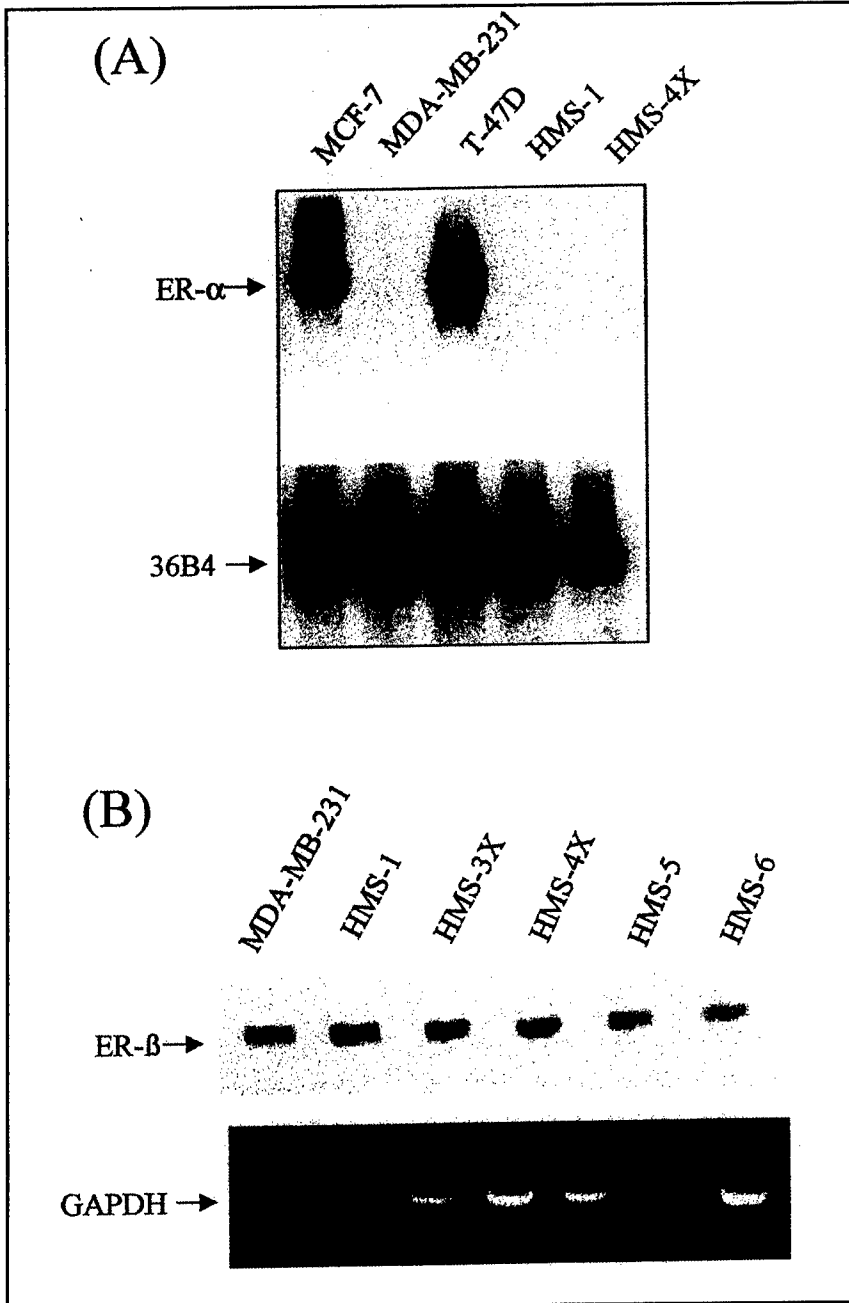 (A)
MCF-7
MDA-MB-231
T-47D
HMS-1
HMS-4X
ER-α
36B4
(B)
MDA-MB-231
HMS-1
HMS-3X
HMS-4X
HMS-5
HMS-6
ER-ß
GAPDH